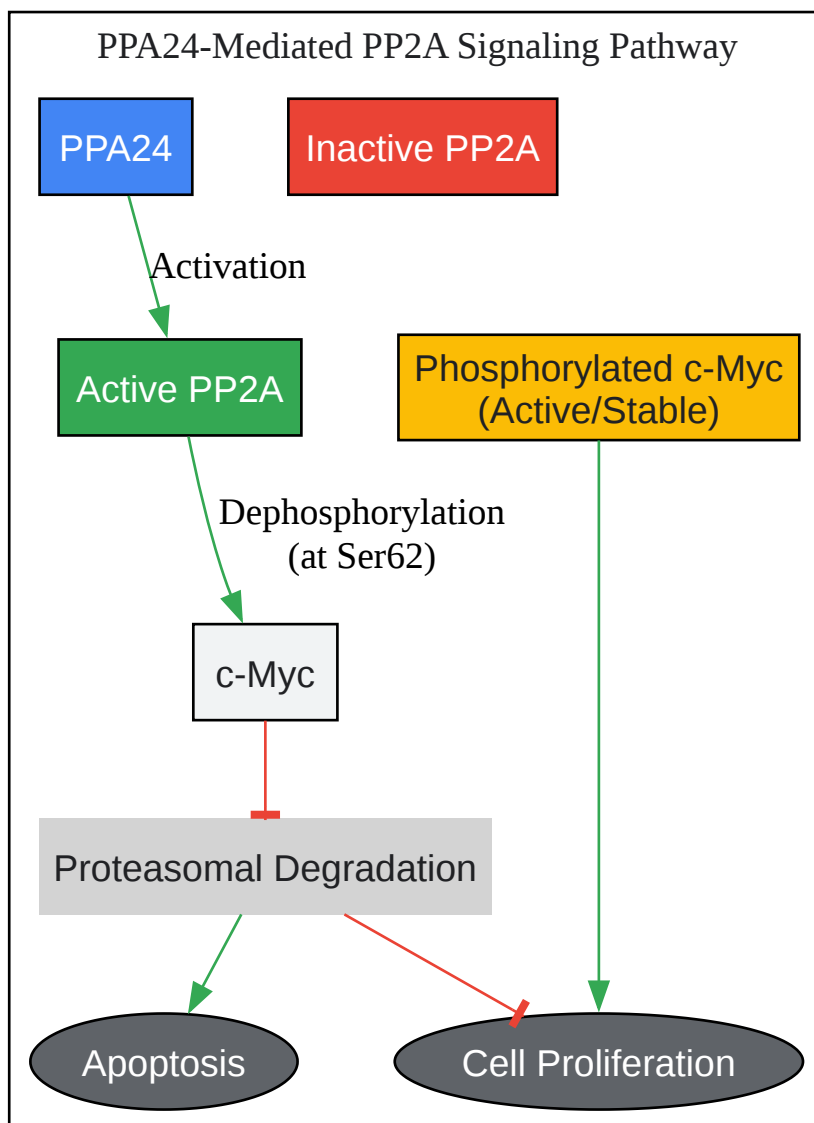 PPA24-Mediated PP2A Signaling Pathway
PPA24
Inactive PP2A
Activation
Active PP2A
Phosphorylated c-Myc
(Active/Stable)
Dephosphorylation
(at Ser62)
c-Myc
Proteasomal Degradation
Apoptosis
Cell Proliferation